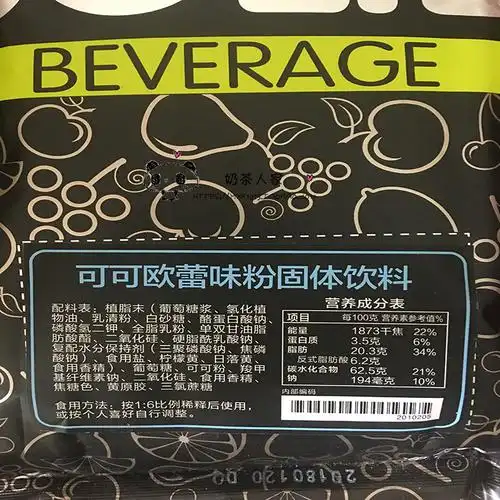 BEVERAGE
奶茶人家
可可欧蕾味粉固体饮料
配料表：植脂末（葡萄糖浆、氢化植
物油、乳清粉、白砂糖、酪蛋白酸钠、
磷酸氢二钾、全脂乳粉、单双甘油脂
肪酸酯、二氧化硅、硬脂酰乳酸钠、
复配水分保持剂（三聚磷酸钠、焦磷
酸钠）、食用盐、柠檬黄、日落黄、
食用香精）、葡萄糖、可可粉、羧甲
基纤维素钠、二氧化硅、食用香精、
焦糖色、黄原胶、三氯蔗糖
食用方法：按1:6比例稀释后使用，
或按个人喜好自行调整。
营养成分表
项目 每100克 营养素参考值%
能量 1873千焦 22%
蛋白质 3.5克 6%
脂肪 20.3克 34%
反式脂肪酸 6.2克
碳水化合物 62.5克 21%
钠 194毫克 10%
内部编码
2010205
20180120 DQ